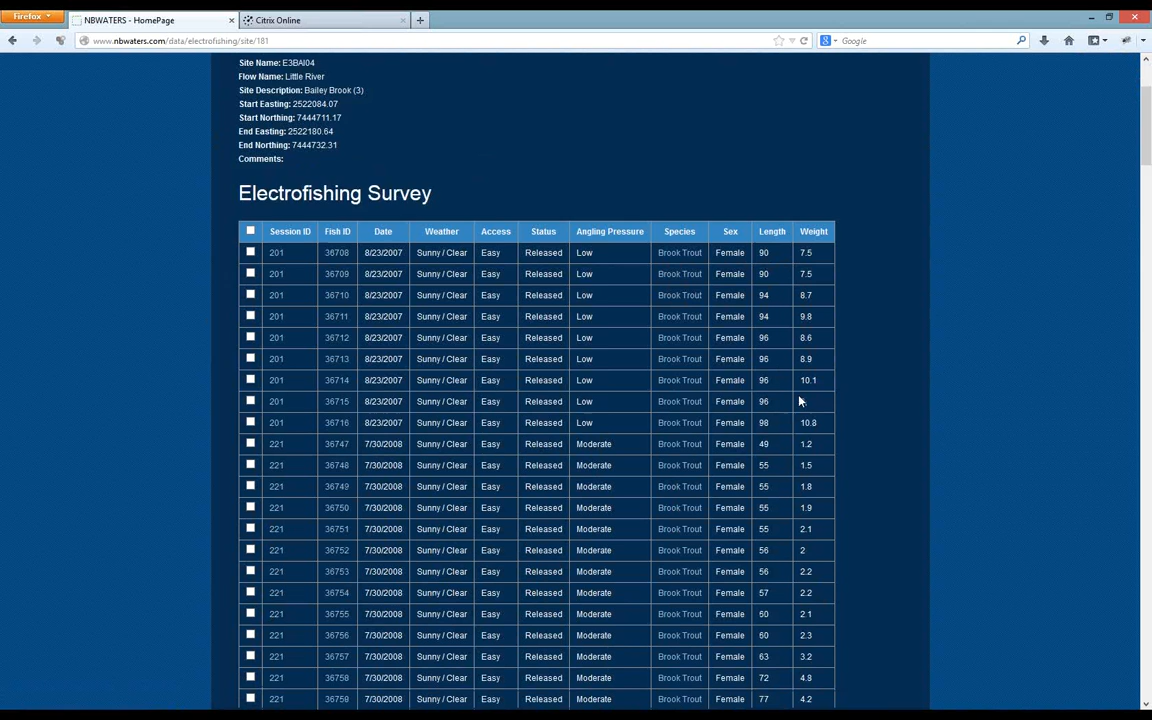 Firefox
NBWATERS - HomePage
Citrix Online
www.nbwaters.com/data/electrofishing/site/181
Google
Site Name: E3BAI04
Flow Name: Little River
Site Description: Bailey Brook (3)
Start Easting: 2522084.07
Start Northing: 7444711.17
End Easting: 2522180.64
End Northing: 7444732.31
Comments:
Electrofishing Survey
Session ID Fish ID Date Weather Access Status Angling Pressure Species Sex Length Weight
201 36708 8/23/2007 Sunny / Clear Easy Released Low Brook Trout Female 90 7.5
201 36709 8/23/2007 Sunny / Clear Easy Released Low Brook Trout Female 90 7.5
201 36710 8/23/2007 Sunny / Clear Easy Released Low Brook Trout Female 94 8.7
201 36711 8/23/2007 Sunny / Clear Easy Released Low Brook Trout Female 94 9.8
201 36712 8/23/2007 Sunny / Clear Easy Released Low Brook Trout Female 96 8.6
201 36713 8/23/2007 Sunny / Clear Easy Released Low Brook Trout Female 96 8.9
201 36714 8/23/2007 Sunny / Clear Easy Released Low Brook Trout Female 96 10.1
201 36715 8/23/2007 Sunny / Clear Easy Released Low Brook Trout Female 96
201 36716 8/23/2007 Sunny / Clear Easy Released Low Brook Trout Female 98 10.8
221 36747 7/30/2008 Sunny / Clear Easy Released Moderate Brook Trout Female 49 1.2
221 36748 7/30/2008 Sunny / Clear Easy Released Moderate Brook Trout Female 55 1.5
221 36749 7/30/2008 Sunny / Clear Easy Released Moderate Brook Trout Female 55 1.8
221 36750 7/30/2008 Sunny / Clear Easy Released Moderate Brook Trout Female 55 1.9
221 36751 7/30/2008 Sunny / Clear Easy Released Moderate Brook Trout Female 55 2.1
221 36752 7/30/2008 Sunny / Clear Easy Released Moderate Brook Trout Female 56 2
221 36753 7/30/2008 Sunny / Clear Easy Released Moderate Brook Trout Female 56 2.2
221 36754 7/30/2008 Sunny / Clear Easy Released Moderate Brook Trout Female 57 2.2
221 36755 7/30/2008 Sunny / Clear Easy Released Moderate Brook Trout Female 60 2.1
221 36756 7/30/2008 Sunny / Clear Easy Released Moderate Brook Trout Female 60 2.3
221 36757 7/30/2008 Sunny / Clear Easy Released Moderate Brook Trout Female 63 3.2
221 36758 7/30/2008 Sunny / Clear Easy Released Moderate Brook Trout Female 72 4.8
221 7/30/2008 Sunny / Clear Easy Released Moderate Brook Trout Female 77 4.2